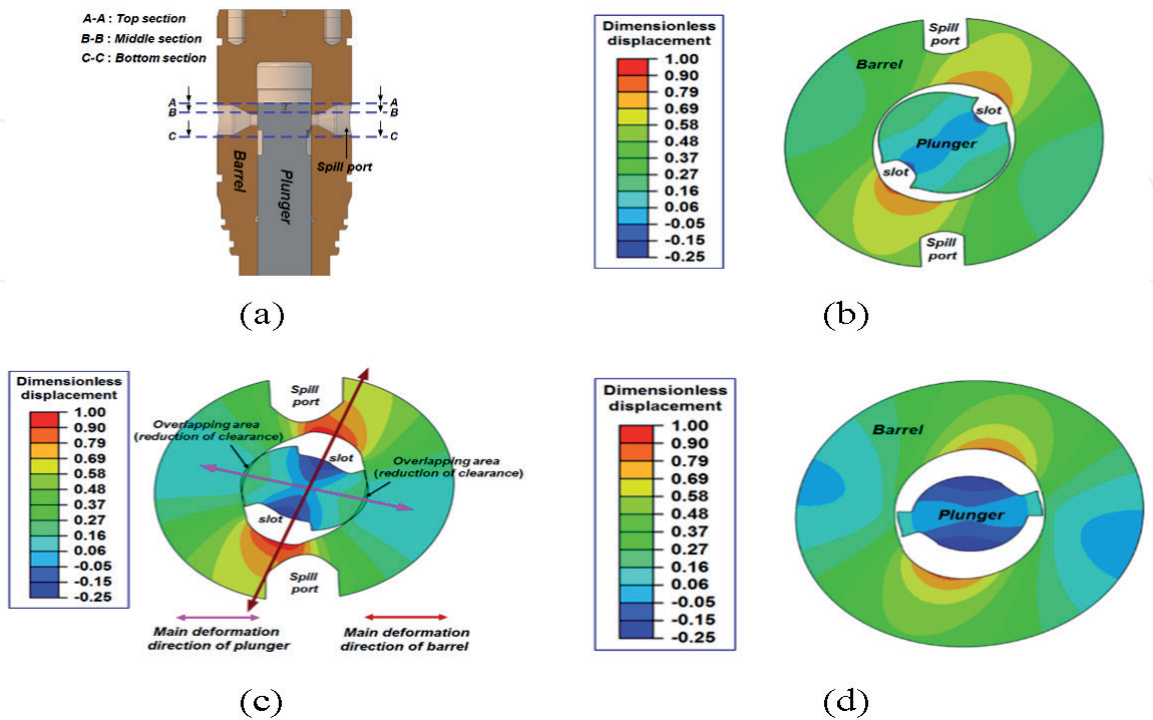 A-A : Top section
B-B : Middle section
C-C : Bottom section
A
B
C
A
B
C
Barrel
Plunger
Spill port
(a)
Dimensionless
displacement
1.00
0.90
0.79
0.69
0.58
0.48
0.37
0.27
0.16
0.06
-0.05
-0.15
-0.25
Spill
port
Barrel
slot
Plunger
slot
Spill
port
(b)
Dimensionless
displacement
1.00
0.90
0.79
0.69
0.58
0.48
0.37
0.27
0.16
0.06
-0.05
-0.15
-0.25
Spill
port
Overlapping area
(reduction of clearance)
Overlapping area
(reduction of clearance)
slot
slot
Spill
port
Main deformation
direction of plunger
Main deformation
direction of barrel
(c)
Dimensionless
displacement
1.00
0.90
0.79
0.69
0.58
0.48
0.37
0.27
0.16
0.06
-0.05
-0.15
-0.25
Barrel
Plunger
(d)